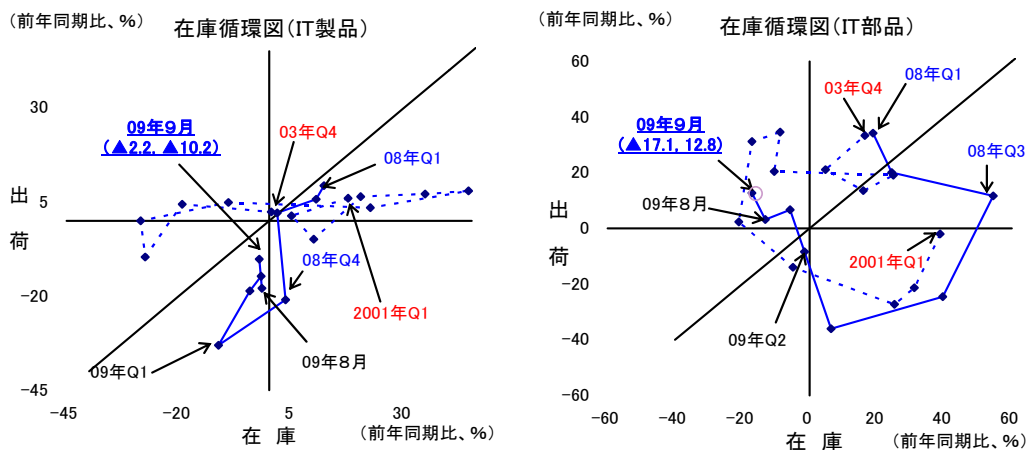 (前年同期比、%)
在庫循環図(IT製品)
30
09年9月
(▲2.2, ▲10.2)
03年Q4
08年Q1
出
5
荷
08年Q4
-20
2001年Q1
09年Q1
09年8月
-45
-45
-20
5
30
在 庫
(前年同期比、%)
(前年同期比、%)
在庫循環図(IT部品)
60
03年Q4
08年Q1
40
09年9月
(▲17.1, 12.8)
08年Q3
20
出
09年8月
0
荷
2001年Q1
-20
09年Q2
-40
-60
-60
-40
-20
0
20
40
60
在 庫
(前年同期比、%)